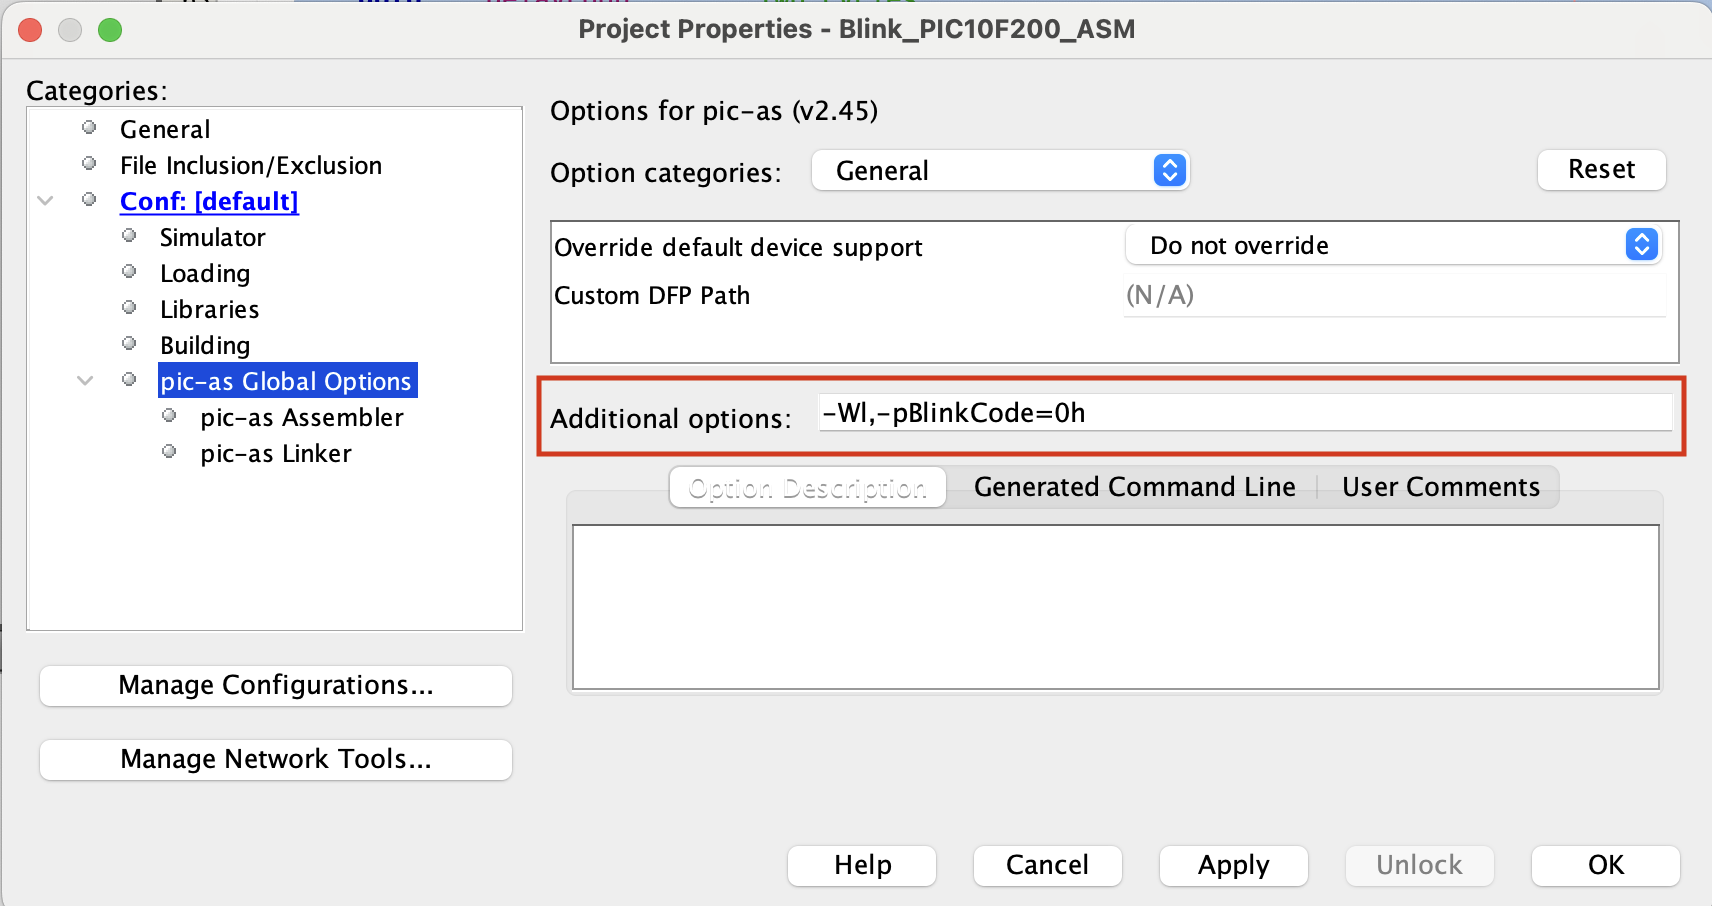 Project Properties - Blink_PIC10F200_ASM
Categories:
General
File Inclusion/Exclusion
Conf: [default]
Simulator
Loading
Libraries
Building
pic-as Global Options
pic-as Assembler
pic-as Linker
Manage Configurations...
Manage Network Tools...
Options for pic-as (v2.45)
Option categories: General Reset
Override default device support Do not override
Custom DFP Path (N/A)
Additional options: -Wl,-pBlinkCode=0h
Option Description Generated Command Line User Comments
Help Cancel Apply Unlock OK